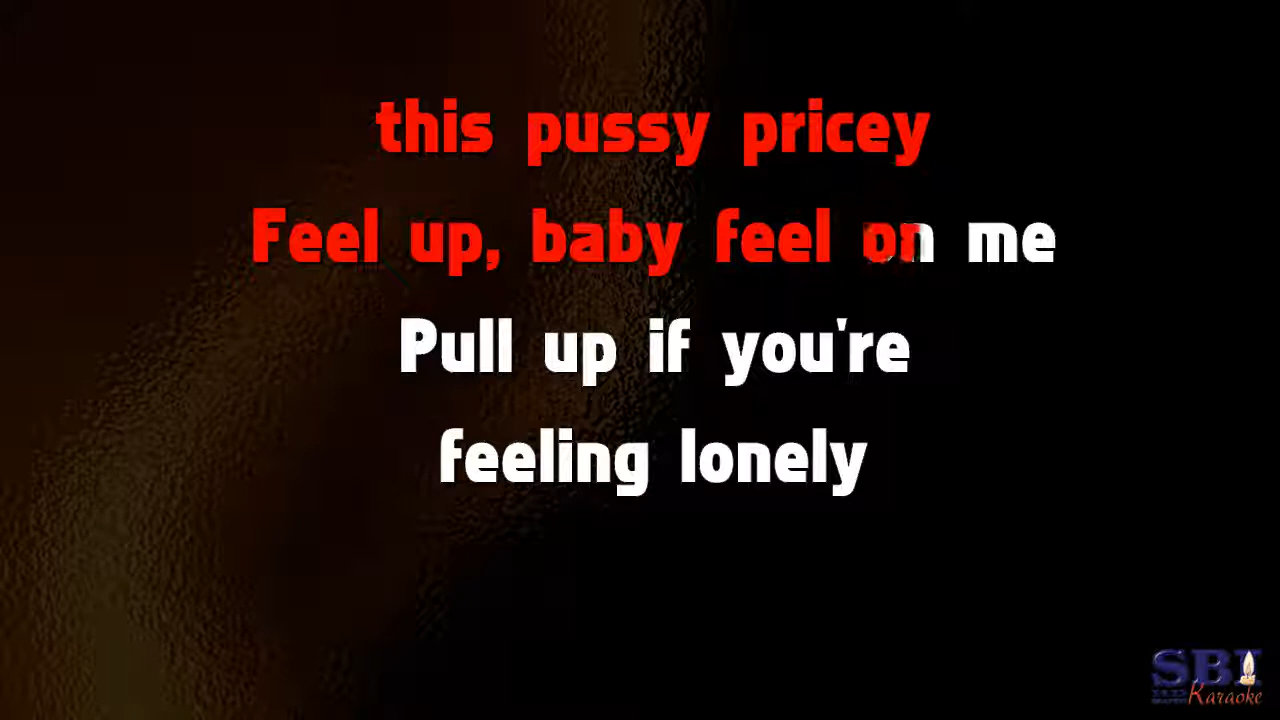 this pussy pricey
Feel up, baby feel on me
Pull up if you're
feeling lonely
SBI
Karaoke